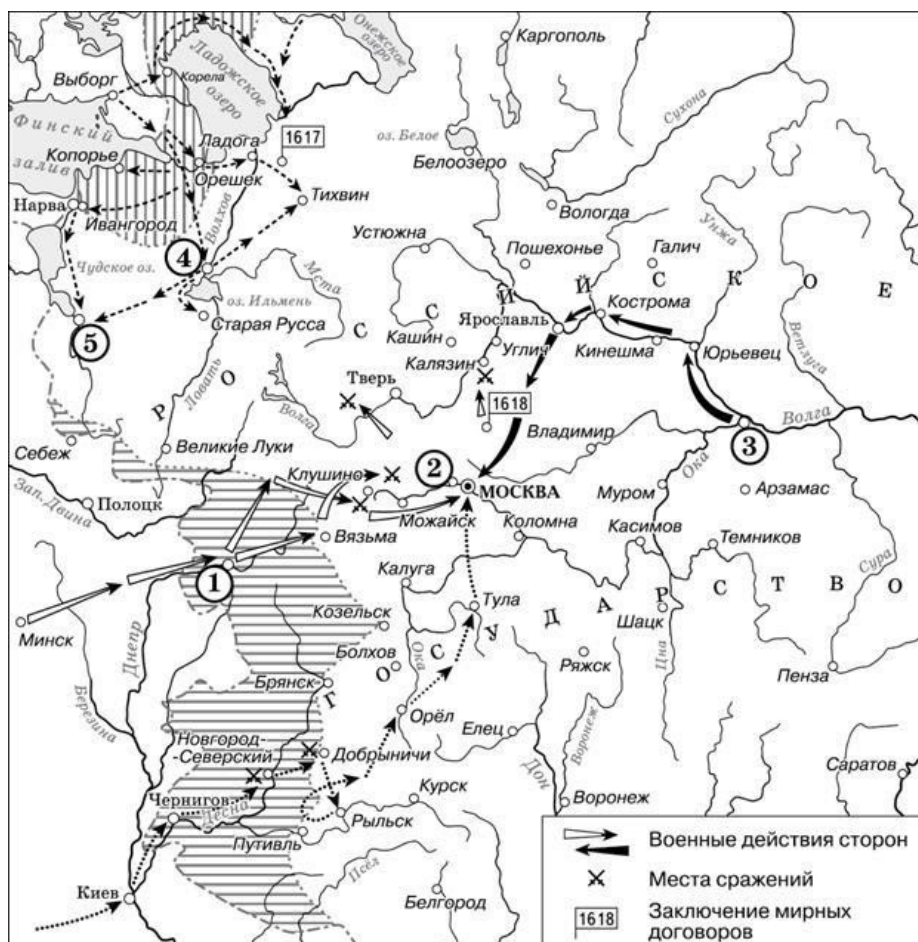 Каргополь
Онежское
озеро
Ладожское
озеро
Корела
Выборг
Сухона
Финский
залив
1617
оз. Белое
Ладога
Белоозеро
Копорье
Орешек
Тихвин
Нарва
Ивангород
Волхов
Вологда
Унжа
Устюжна
Пошехонье
Галич
4
Чудское оз.
Мста
С К О Е
оз. Ильмень
С С И Й
Кострома
Старая Русса
Ярославль
Ветлуга
5
Кашин
Углич
Кинешма
Юрьевец
Калязин
Р О
Ловать
Тверь
1618
Волга
Волга
3
Себеж
Великие Луки
Владимир
Клушино
2
Ока
МОСКВА
Зап. Двина
Полоцк
Муром
Арзамас
Можайск
Коломна
Касимов
Вязьма
Темников
1
Калуга
Сура
С Т В О
Минск
Днепр
Козельск
Тула
У Д А Р
Шацк
Болхов
Ока
Г О С
Ряжск
Цна
Березина
Брянск
Пенза
Орёл
Елец
Воронеж
Новгород-
-Северский
Добрыничи
Дон
Саратов
Чернигов
Десна
Курск
Рыльск
Воронеж
Путивль
Псёл
Киев
Белгород
Военные действия сторон
Места сражений
1618
Заключение мирных
договоров